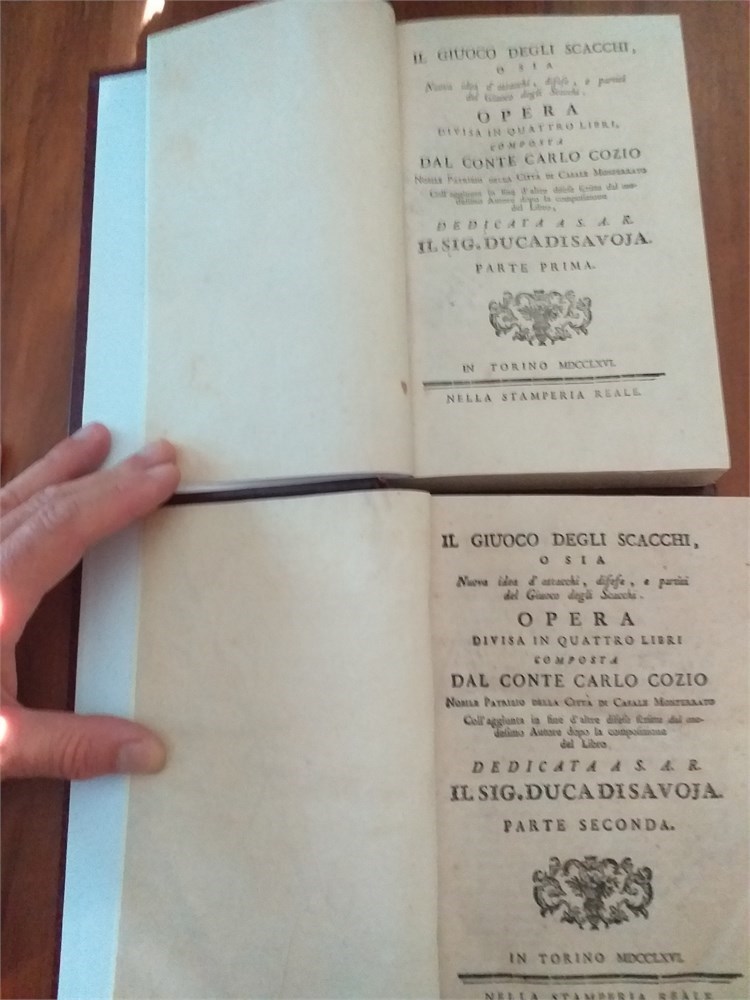 IL GIUOCO DEGLI SCACCHI,
O SIA
Nuova idea d'attacchi, difese, e partiti
del Giuoco degli Scacchi.
OPERA
DIVISA IN QUATTRO LIBRI,
COMPOSTA
DAL CONTE CARLO COZIO
NOBILE PATRIZIO DELLA CITTÀ DI CASALE MONFERRATO
Coll'aggiunta in fine d'altre difese scritte dal me-
desimo Autore dopo la composizione
del Libro,
DEDICATA A S. A. R.
IL SIG. DUCA DI SAVOJA.
PARTE PRIMA.
IN TORINO MDCCLXVI.
NELLA STAMPERIA REALE.
IL GIUOCO DEGLI SCACCHI,
O SIA
Nuova idea d'attacchi, difese, e partiti
del Giuoco degli Scacchi.
OPERA
DIVISA IN QUATTRO LIBRI
COMPOSTA
DAL CONTE CARLO COZIO
NOBILE PATRIZIO DELLA CITTÀ DI CASALE MONFERRATO
Coll'aggiunta in fine d'altre difese scritte dal me-
desimo Autore dopo la composizione
del Libro.
DEDICATA A S. A. R.
IL SIG. DUCA DI SAVOJA.
PARTE SECONDA.
IN TORINO MDCCLXVI.
NELLA STAMPERIA REALE